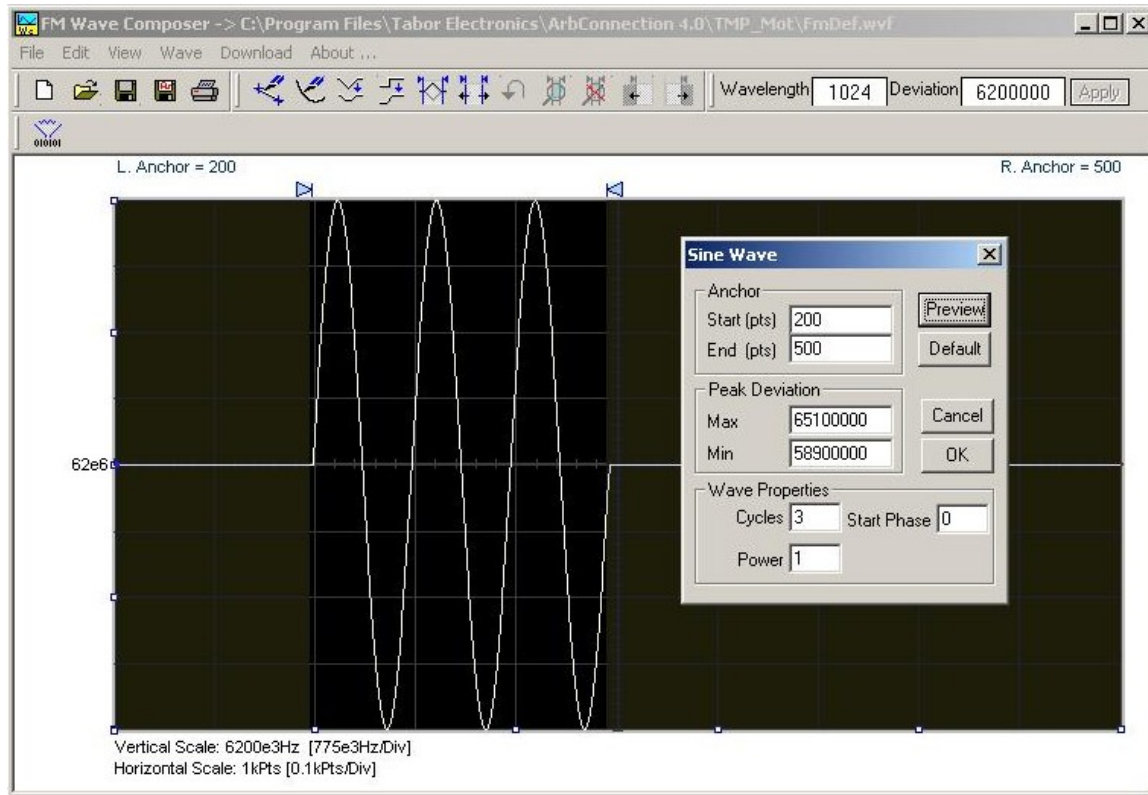 FM Wave Composer -> C:\Program Files\Tabor Electronics\ArbConnection 4.0\TMP_Mot\FmDef.wvf
File Edit View Wave Download About ...
Wavelength 1024 Deviation 6200000 Apply
010101
L. Anchor = 200 R. Anchor = 500
Sine Wave
Anchor
Start (pts) 200
End (pts) 500
Preview
Default
Peak Deviation
Max 65100000
Min 58900000
Cancel
OK
Wave Properties
Cycles 3 Start Phase 0
Power 1
62e6
Vertical Scale: 6200e3Hz [775e3Hz/Div]
Horizontal Scale: 1kPts [0.1kPts/Div]